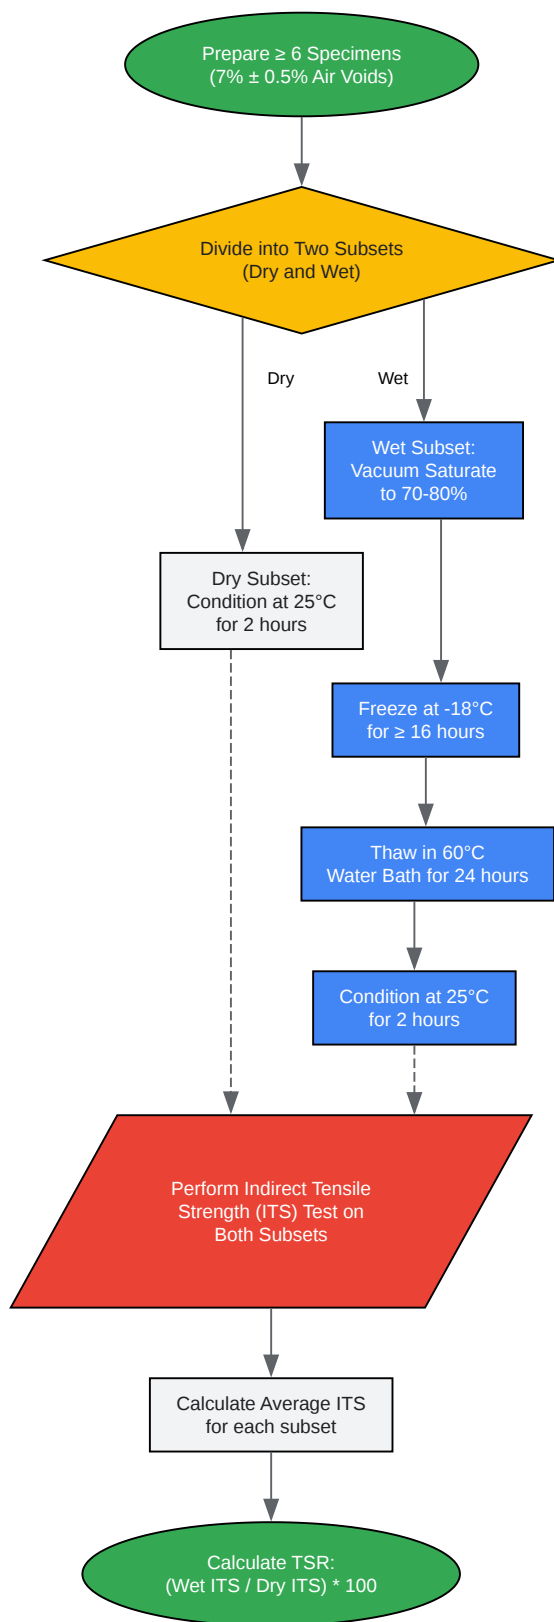 Prepare ≥ 6 Specimens
(7% ± 0.5% Air Voids)
Divide into Two Subsets
(Dry and Wet)
Dry
Wet
Wet Subset:
Vacuum Saturate
to 70-80%
Dry Subset:
Condition at 25°C
for 2 hours
Freeze at -18°C
for ≥ 16 hours
Thaw in 60°C
Water Bath for 24 hours
Condition at 25°C
for 2 hours
Perform Indirect Tensile
Strength (ITS) Test on
Both Subsets
Calculate Average ITS
for each subset
Calculate TSR:
(Wet ITS / Dry ITS) * 100